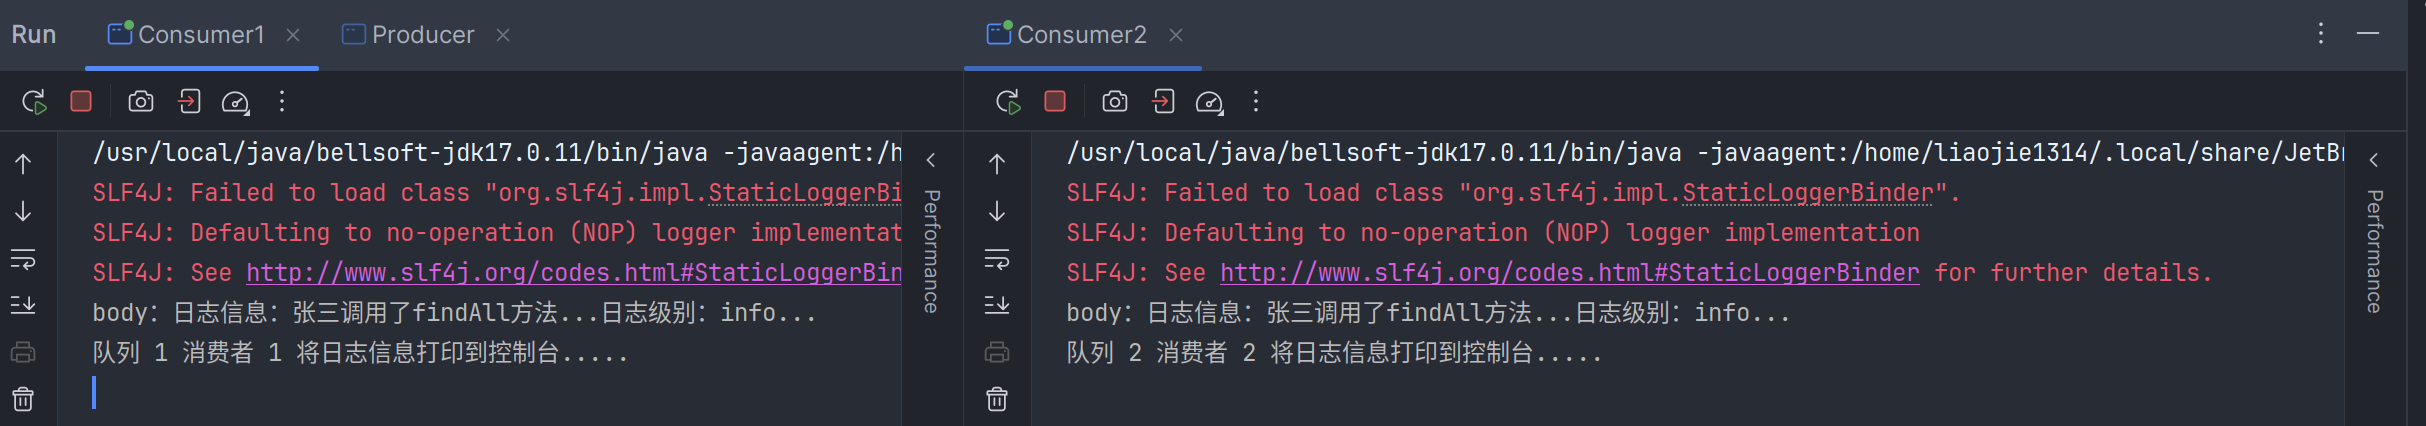 Run
Consumer1
Producer
Consumer2
/usr/local/java/bellsoft-jdk17.0.11/bin/java -javaagent:/h
SLF4J: Failed to load class "org.slf4j.impl.StaticLoggerBi
SLF4J: Defaulting to no-operation (NOP) logger implementat
SLF4J: See http://www.slf4j.org/codes.html#StaticLoggerBin
body：日志信息：张三调用了findAll方法...日志级别：info...
队列 1 消费者 1 将日志信息打印到控制台.....
Performance
/usr/local/java/bellsoft-jdk17.0.11/bin/java -javaagent:/home/liaojie1314/.local/share/JetBr
SLF4J: Failed to load class "org.slf4j.impl.StaticLoggerBinder".
SLF4J: Defaulting to no-operation (NOP) logger implementation
SLF4J: See http://www.slf4j.org/codes.html#StaticLoggerBinder for further details.
body：日志信息：张三调用了findAll方法...日志级别：info...
队列 2 消费者 2 将日志信息打印到控制台.....
Performance